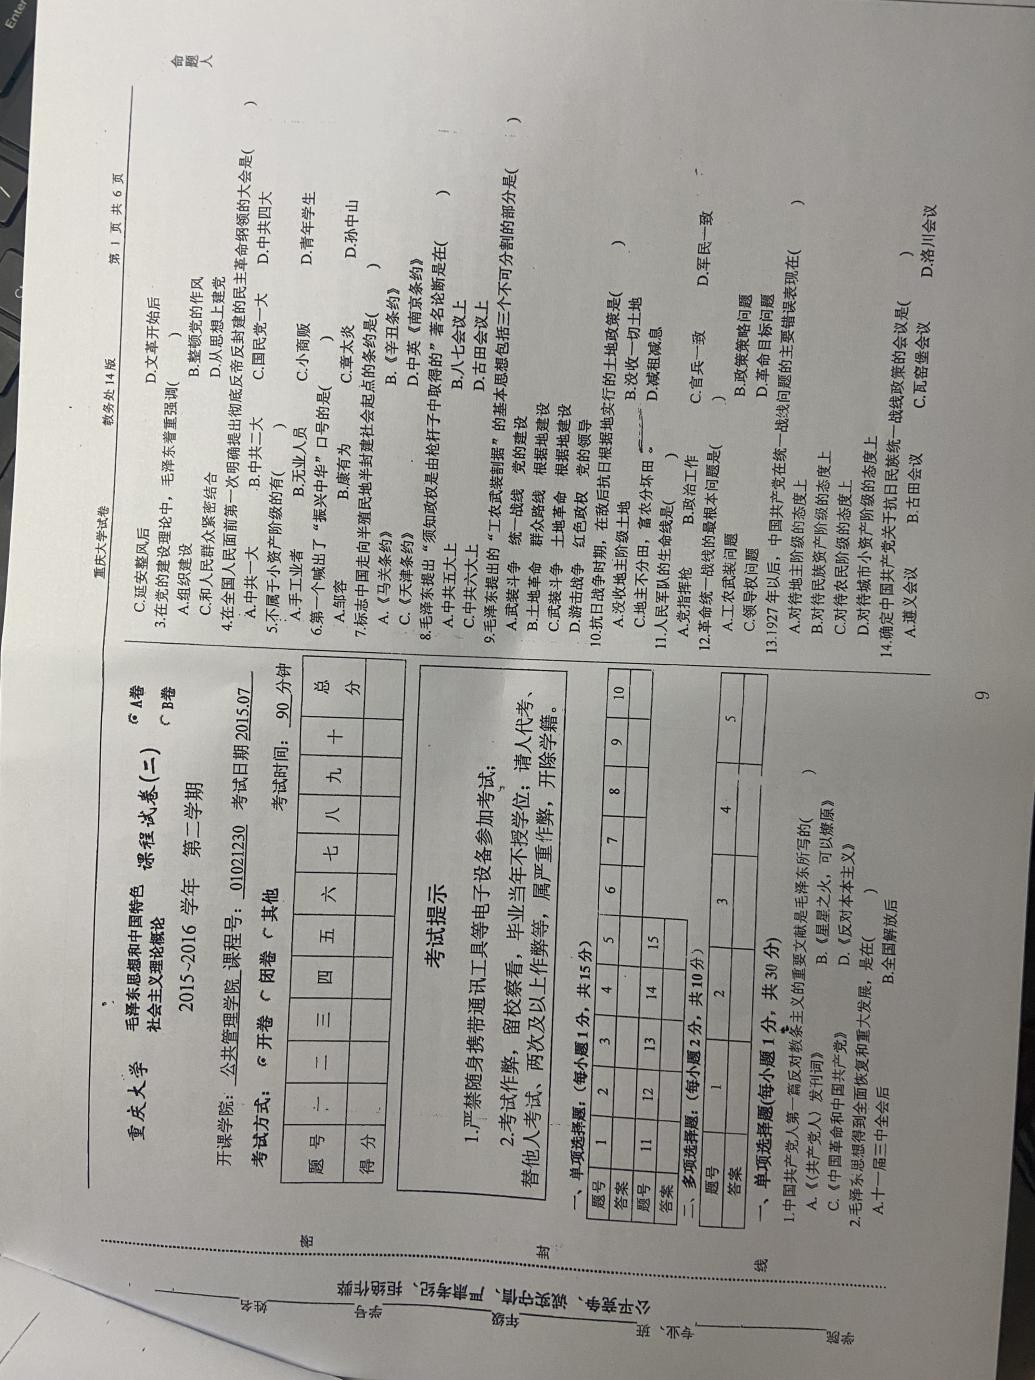 重庆大学试卷 教务处 14 版 第 1 页 共 6 页
命题人
重庆大学 毛泽东思想和中国特色社会主义理论概论 课程试卷(二) A卷 B卷
2015~2016 学年 第二学期
开课学院: 公共管理学院 课程号: 01021230 考试日期 2015.07
考试方式: 开卷 闭卷 其他 考试时间: 90 分钟
题 号 一 二 三 四 五 六 七 八 九 十 总分
得 分
考试提示
1.严禁随身携带通讯工具等电子设备参加考试;
2.考试作弊,留校察看,毕业当年不授学位;请人代考、
替他人考试、两次及以上作弊等,属严重作弊,开除学籍。
一、单项选择题:(每小题 1 分,共 15 分)
题号 1 2 3 4 5 6 7 8 9 10
答案
题号 11 12 13 14 15
答案
二、多项选择题:(每小题 2 分,共 10 分)
题号 1 2 3 4 5
答案
一、单项选择题(每小题 1 分,共 30 分)
1.中国共产党人第一篇反对教条主义的重要文献是毛泽东所写的( )
A.《〈共产党人〉发刊词》 B.《星星之火,可以燎原》
C.《中国革命和中国共产党》 D.《反对本本主义》
2.毛泽东思想得到全面恢复和重大发展,是在( )
A.十一届三中全会后 B.全国解放后
C.延安整风后 D.文革开始后
3.在党的建设理论中,毛泽东着重强调( )
A.组织建设 B.整顿党的作风
C.和人民群众紧密结合 D.从思想上建党
4.在全国人民面前第一次明确提出彻底反帝反封建的民主革命纲领的大会是( )
A.中共一大 B.中共二大 C.国民党一大 D.中共四大
5.不属于小资产阶级的有( )
A.手工业者 B.无业人员 C.小商贩 D.青年学生
6.第一个喊出了“振兴中华”口号的是( )
A.邹容 B.康有为 C.章太炎 D.孙中山
7.标志中国走向半殖民地半封建社会起点的条约是( )
A.《马关条约》 B.《辛丑条约》
C.《天津条约》 D.中英《南京条约》
8.毛泽东提出“须知政权是由枪杆子中取得的”著名论断是在( )
A.中共五大上 B.八七会议上
C.中共六大上 D.古田会议上
9.毛泽东提出的“工农武装割据”的基本思想包括三个不可分割的部分是( )
A.武装斗争 统一战线 党的建设
B.土地革命 群众路线 根据地建设
C.武装斗争 土地革命 根据地建设
D.游击战争 红色政权 党的领导
10.抗日战争时期,在敌后抗日根据地实行的土地政策是( )
A.没收地主阶级土地 B.没收一切土地
C.地主不分田,富农分坏田。 D.减租减息
11.人民军队的生命线是( )
A.党指挥枪 B.政治工作 C.官兵一致 D.军民一致
12.革命统一战线的最根本问题是( )
A.工农武装问题 B.政策策略问题
C.领导权问题 D.革命目标问题
13.1927 年以后,中国共产党在统一战线问题的主要错误表现在( )
A.对待地主阶级的态度上
B.对待民族资产阶级的态度上
C.对待农民阶级的态度上
D.对待城市小资产阶级的态度上
14.确定中国共产党关于抗日民族统一战线政策的会议是( )
A.遵义会议 B.古田会议 C.瓦窑堡会议 D.洛川会议
密
封
线
姓名
学号
年级
专业、班
学院
公平竞争、诚实守信、严肃考纪、拒绝作弊
9
Enter